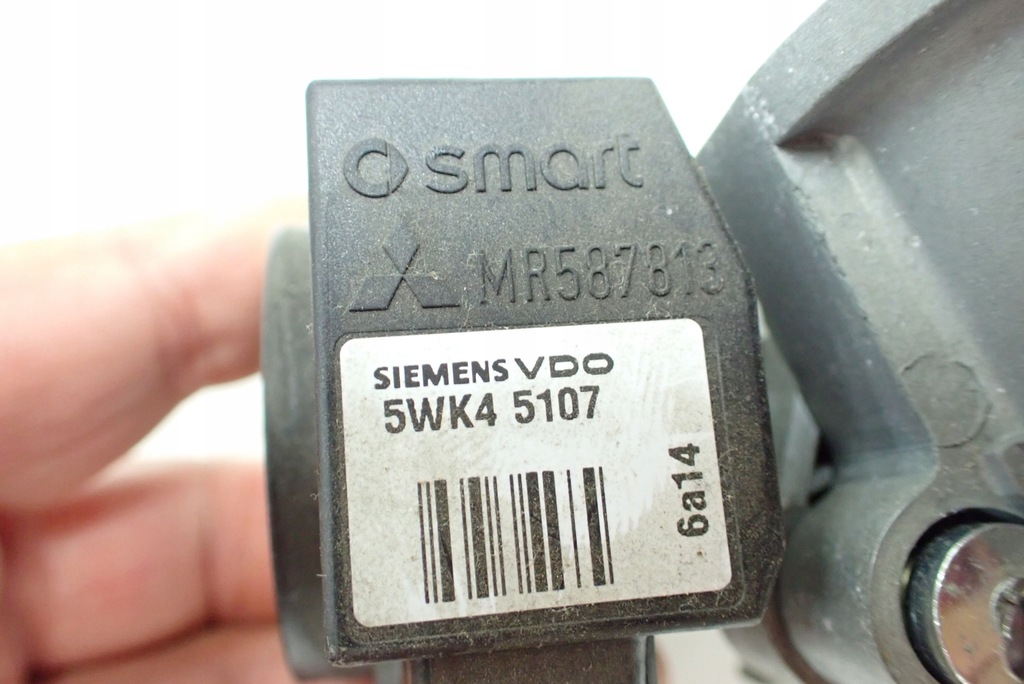 smart
MR587813
SIEMENS VDO
5WK4 5107
6a14